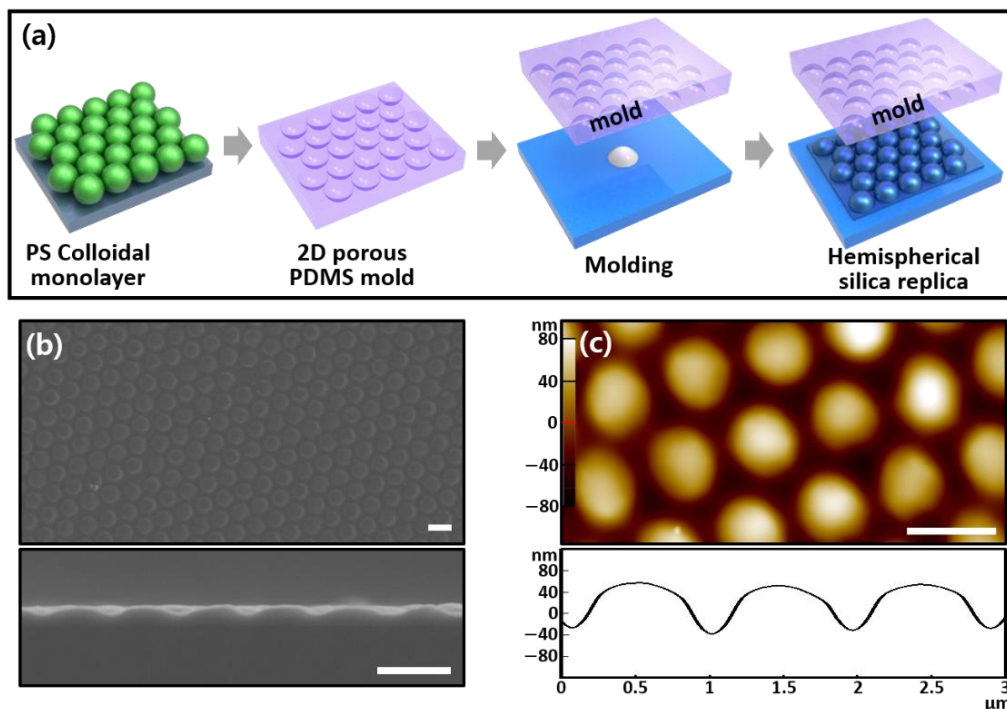 (a)
mold
mold
PS Colloidal
monolayer
2D porous
PDMS mold
Molding
Hemispherical
silica replica
(b)
(c)
nm
80
40
0
−40
−80
nm
80
40
0
−40
−80
0
0.5
1
1.5
2
2.5
3
μm